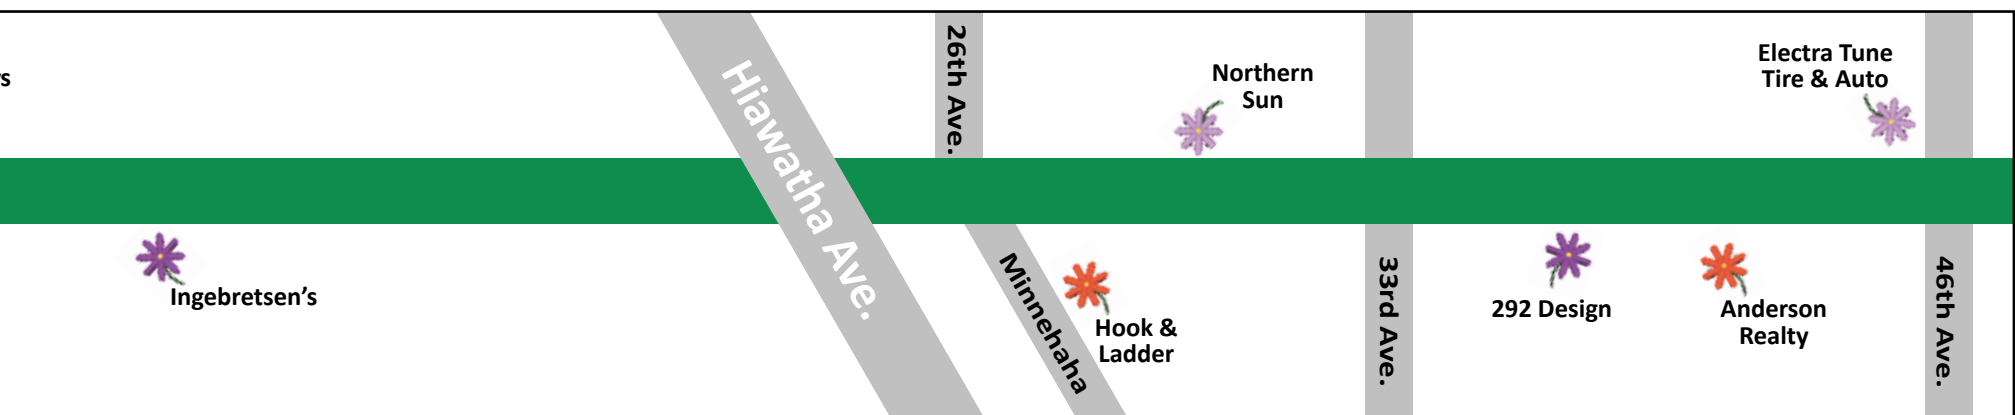 Hiawatha Ave.
26th Ave.
Northern
Sun
Electra Tune
Tire & Auto
Ingebretsen’s
Minnehaha
Hook &
Ladder
33rd Ave.
292 Design
Anderson
Realty
46th Ave.